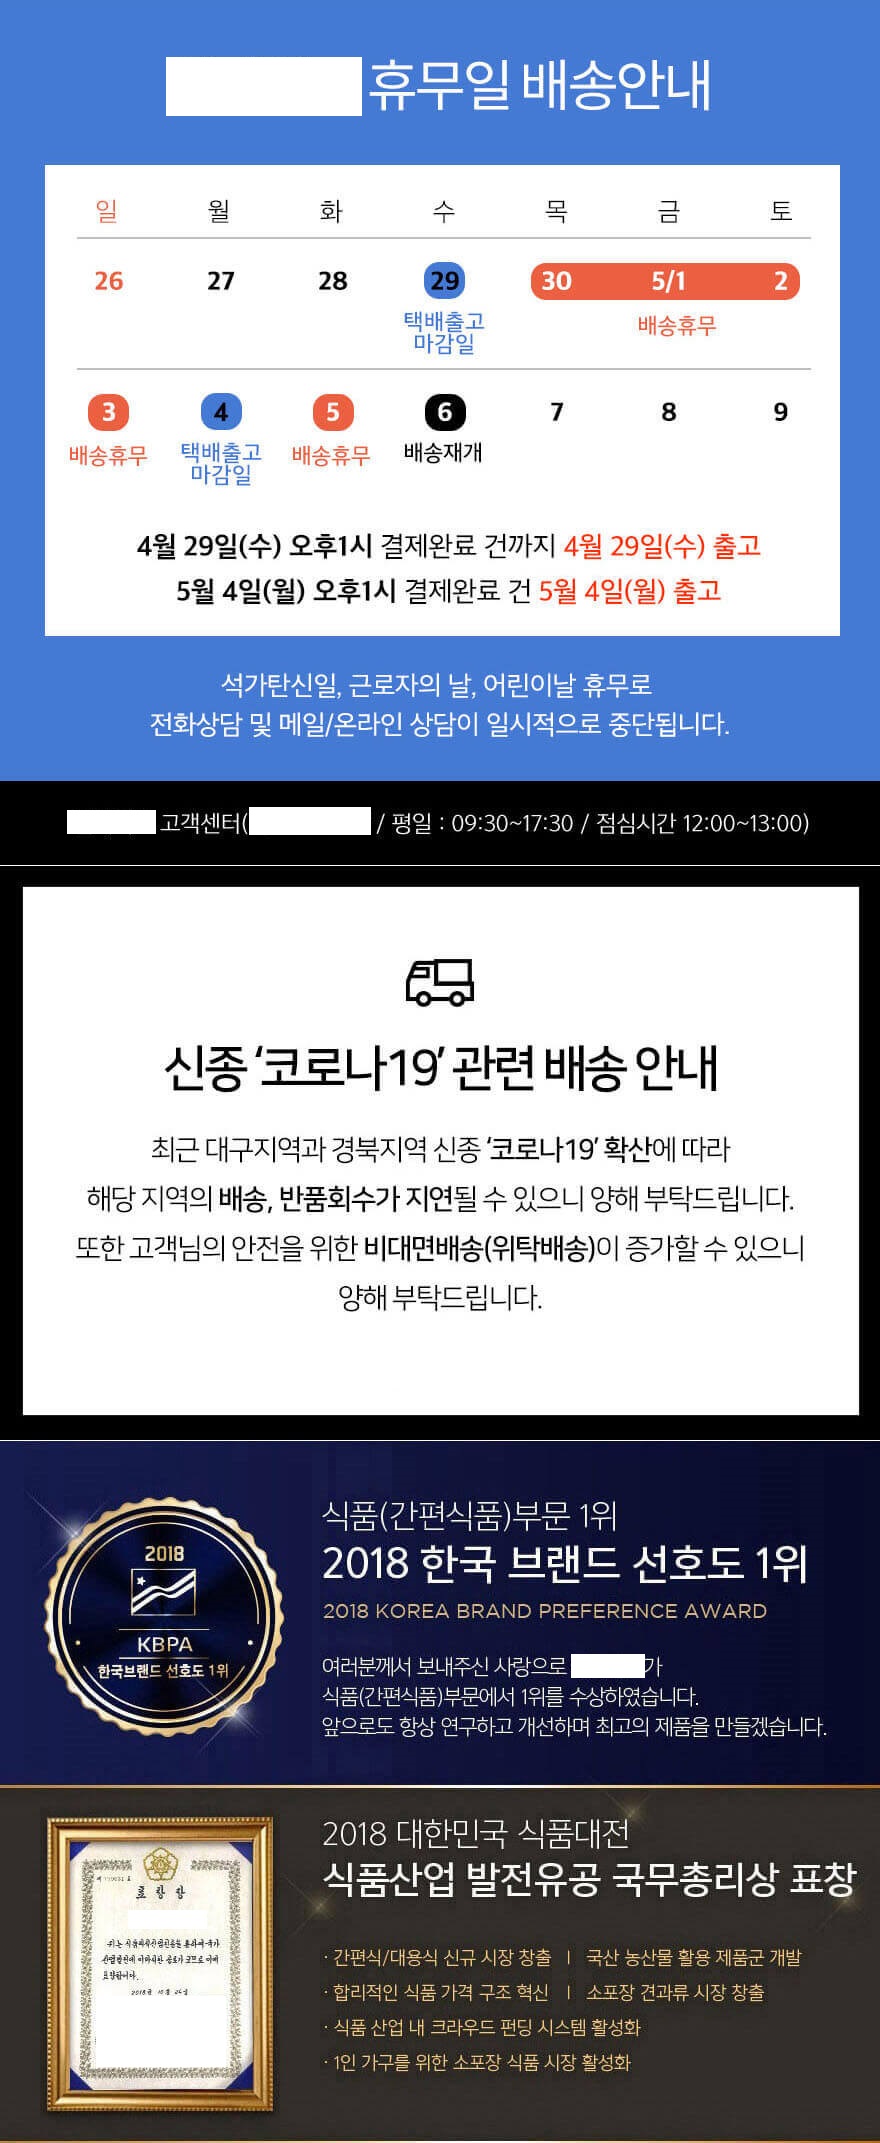 휴무일 배송안내
일 월 화 수 목 금 토
26 27 28 29 30 5/1 2
택배출고
마감일
배송휴무
3 4 5 6 7 8 9
배송휴무 택배출고 배송휴무 배송재개
마감일
4월 29일(수) 오후1시 결제완료 건까지 4월 29일(수) 출고
5월 4일(월) 오후1시 결제완료 건 5월 4일(월) 출고
석가탄신일, 근로자의 날, 어린이날 휴무로
전화상담 및 메일/온라인 상담이 일시적으로 중단됩니다.
고객센터( / 평일 : 09:30~17:30 / 점심시간 12:00~13:00)
신종 ‘코로나19’ 관련 배송 안내
최근 대구지역과 경북지역 신종 ‘코로나19’ 확산에 따라
해당 지역의 배송, 반품회수가 지연될 수 있으니 양해 부탁드립니다.
또한 고객님의 안전을 위한 비대면배송(위탁배송)이 증가할 수 있으니
양해 부탁드립니다.
2018
KBPA
한국브랜드 선호도 1위
식품(간편식품)부문 1위
2018 한국 브랜드 선호도 1위
2018 KOREA BRAND PREFERENCE AWARD
여러분께서 보내주신 사랑으로 가
식품(간편식품)부문에서 1위를 수상하였습니다.
앞으로도 항상 연구하고 개선하며 최고의 제품을 만들겠습니다.
표창장
2018 대한민국 식품대전
식품산업 발전유공 국무총리상 표창
· 간편식/대용식 신규 시장 창출 | 국산 농산물 활용 제품군 개발
· 합리적인 식품 가격 구조 혁신 | 소포장 견과류 시장 창출
· 식품 산업 내 크라우드 펀딩 시스템 활성화
· 1인 가구를 위한 소포장 식품 시장 활성화